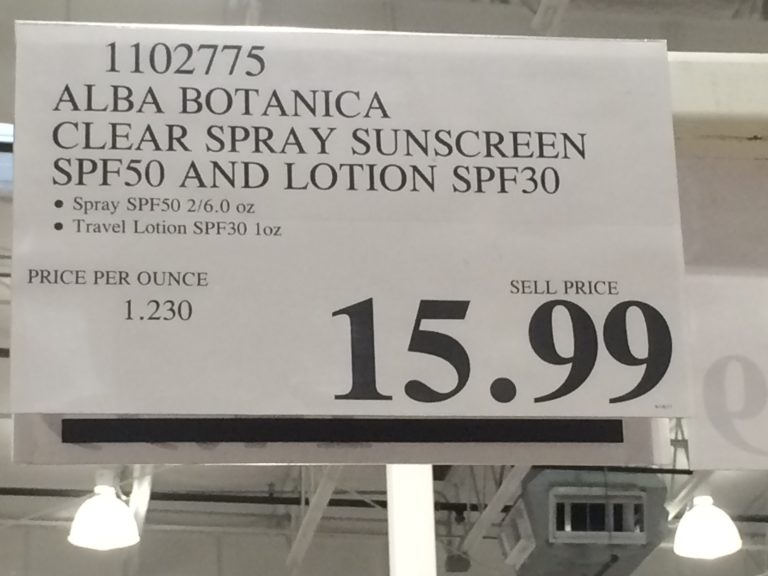 1102775
ALBA BOTANICA
CLEAR SPRAY SUNSCREEN
SPF50 AND LOTION SPF30
• Spray SPF50 2/6.0 oz
• Travel Lotion SPF30 1oz
PRICE PER OUNCE
1.230
SELL PRICE
15.99